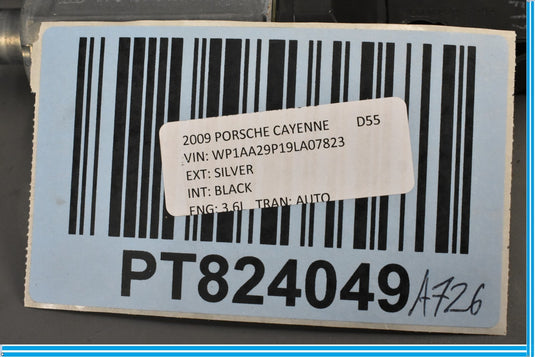 2009 PORSCHE CAYENNE D55
VIN: WP1AA29P19LA07823
EXT: SILVER
INT: BLACK
ENG: 3.6L TRAN: AUTO
PT824049
A726